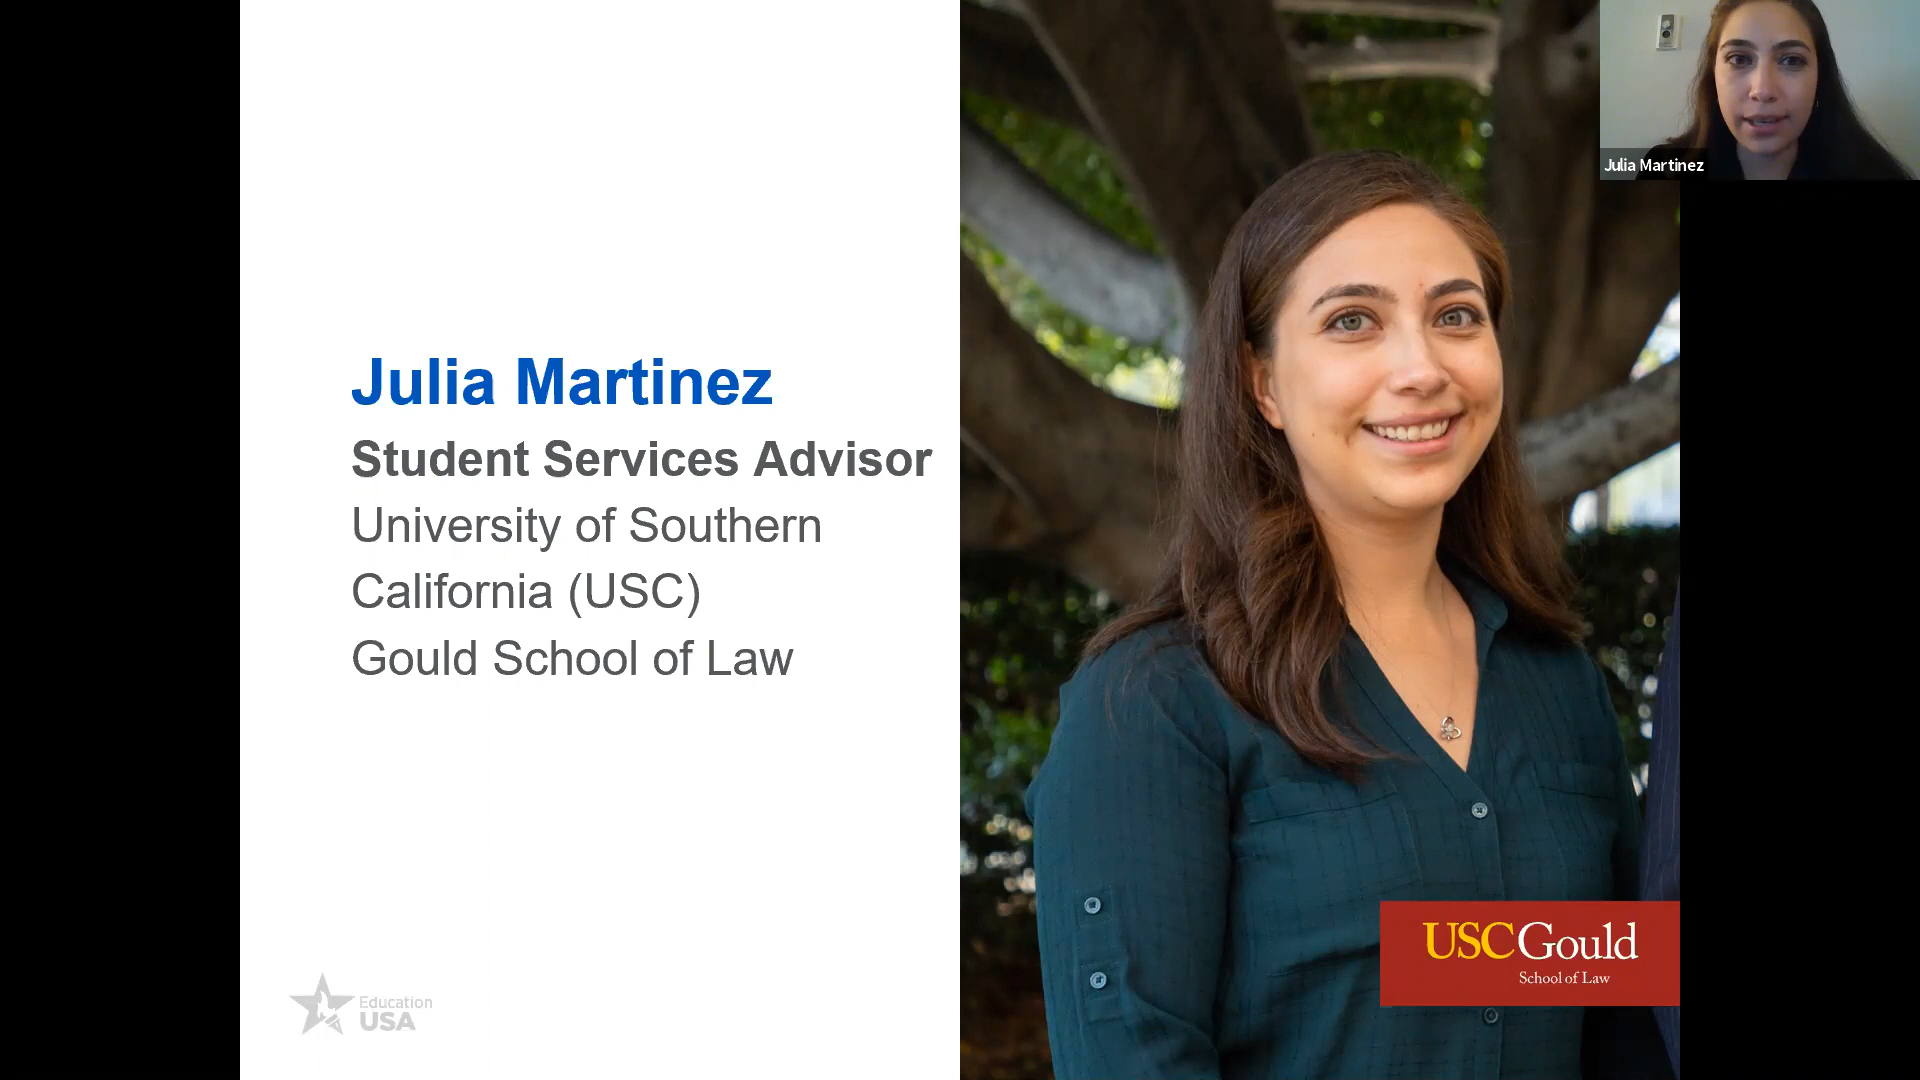 Julia Martinez
Julia Martinez
Student Services Advisor
University of Southern
California (USC)
Gould School of Law
USCGould
School of Law
Education
USA